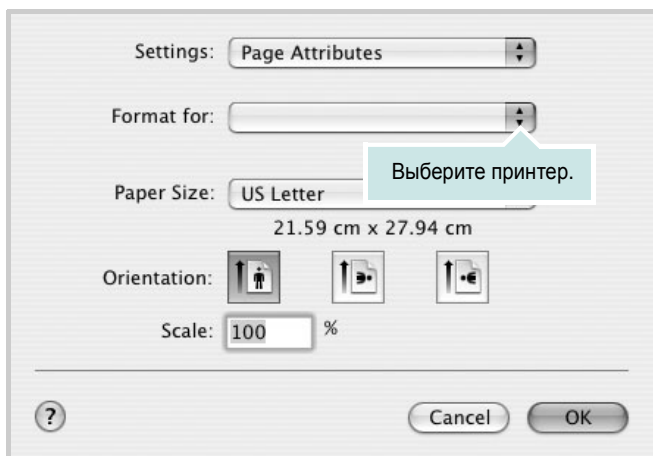 Settings: Page Attributes
Format for:
Выберите принтер.
Paper Size: US Letter
21.59 cm x 27.94 cm
Orientation:
Scale: 100 %
? Cancel OK